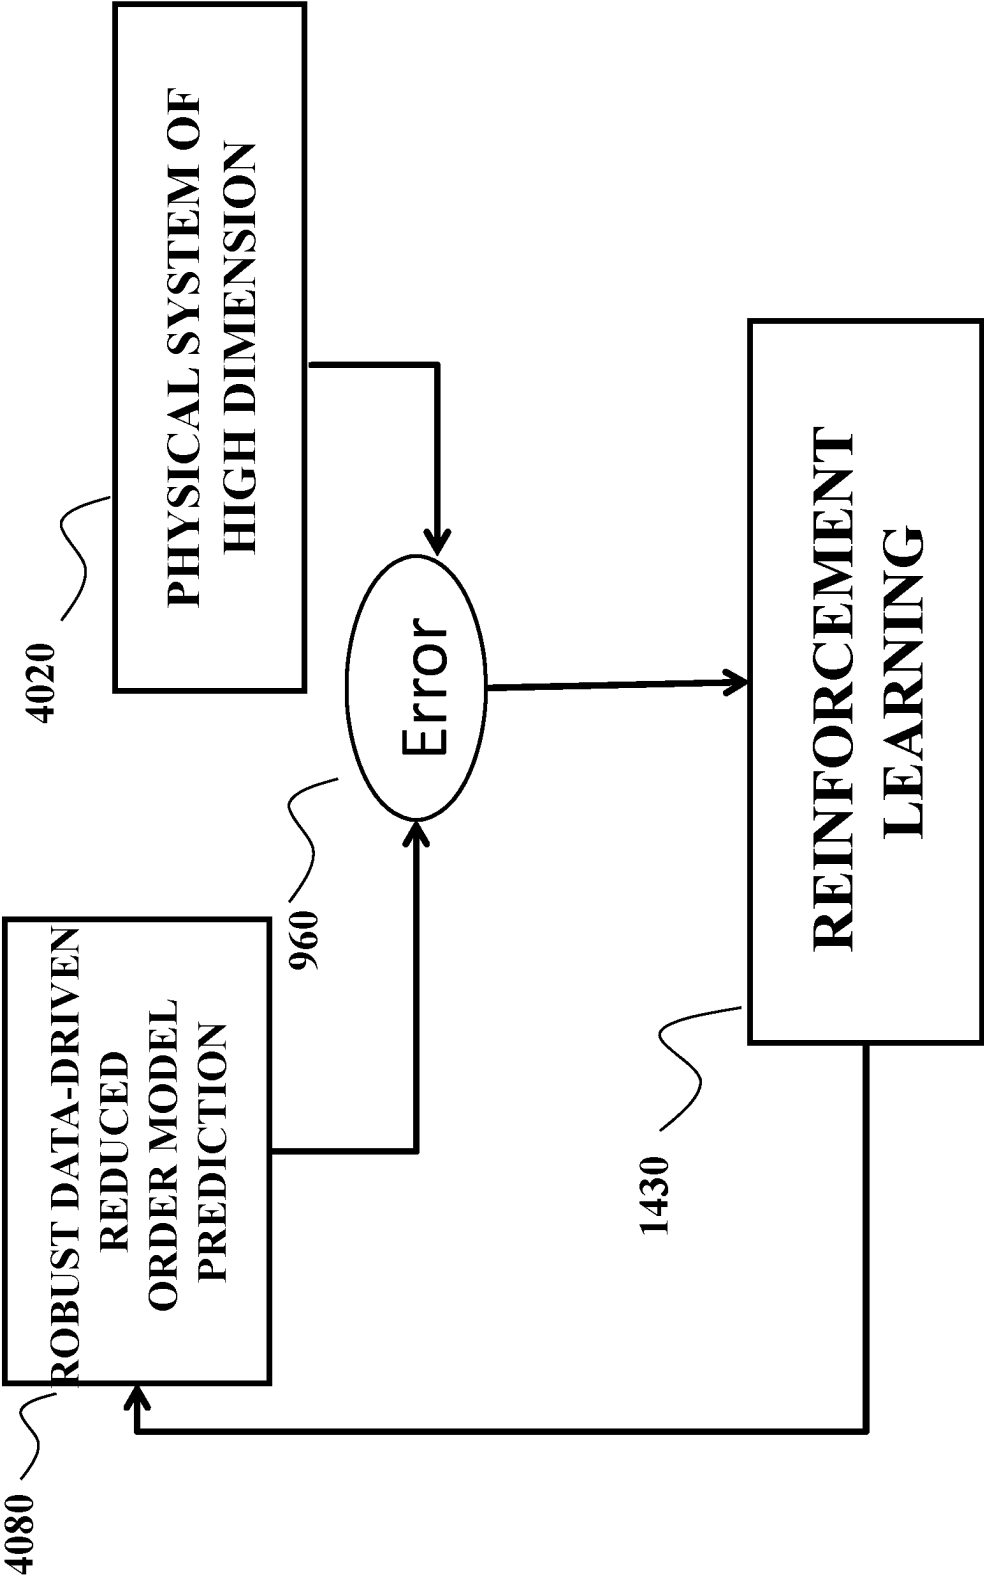 4080
ROBUST DATA-DRIVEN
REDUCED
ORDER MODEL
PREDICTION
4020
PHYSICAL SYSTEM OF
HIGH DIMENSION
960
Error
1430
REINFORCEMENT
LEARNING